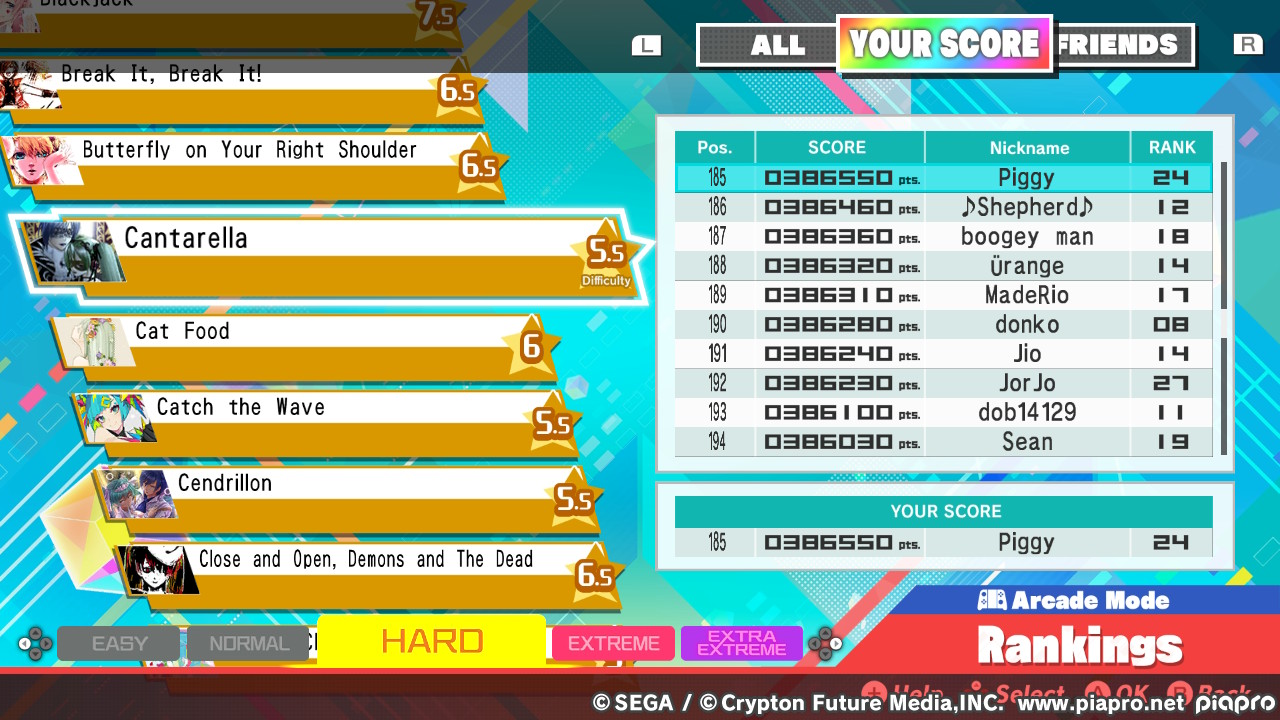 BlackJack
7.5
Break It, Break It!
6.5
Butterfly on Your Right Shoulder
6.5
Cantarella
5.5
Difficulty
Cat Food
6
Catch the Wave
5.5
Cendrillon
5.5
Close and Open, Demons and The Dead
6.5
EASY
NORMAL
HARD
EXTREME
EXTRA
EXTREME
L
ALL
YOUR SCORE
FRIENDS
R
Pos. SCORE Nickname RANK
185 0386550 pts. Piggy 24
186 0386460 pts. ♪Shepherd♪ 12
187 0386360 pts. boogey man 18
188 0386320 pts. Ürange 14
189 0386310 pts. MadeRio 17
190 0386280 pts. donko 08
191 0386240 pts. Jio 14
192 0386230 pts. JorJo 27
193 0386100 pts. dob14129 11
194 0386030 pts. Sean 19
YOUR SCORE
185 0386550 pts. Piggy 24
Arcade Mode
Rankings
Help Select A OK Back
© SEGA / © Crypton Future Media,INC. www.piapro.net piapro